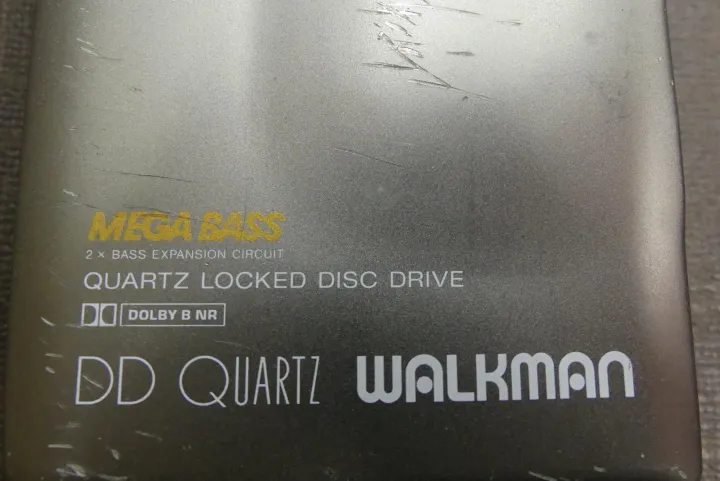 MEGA BASS
2 × BASS EXPANSION CIRCUIT
QUARTZ LOCKED DISC DRIVE
DOLBY B NR
DD QUARTZ WALKMAN